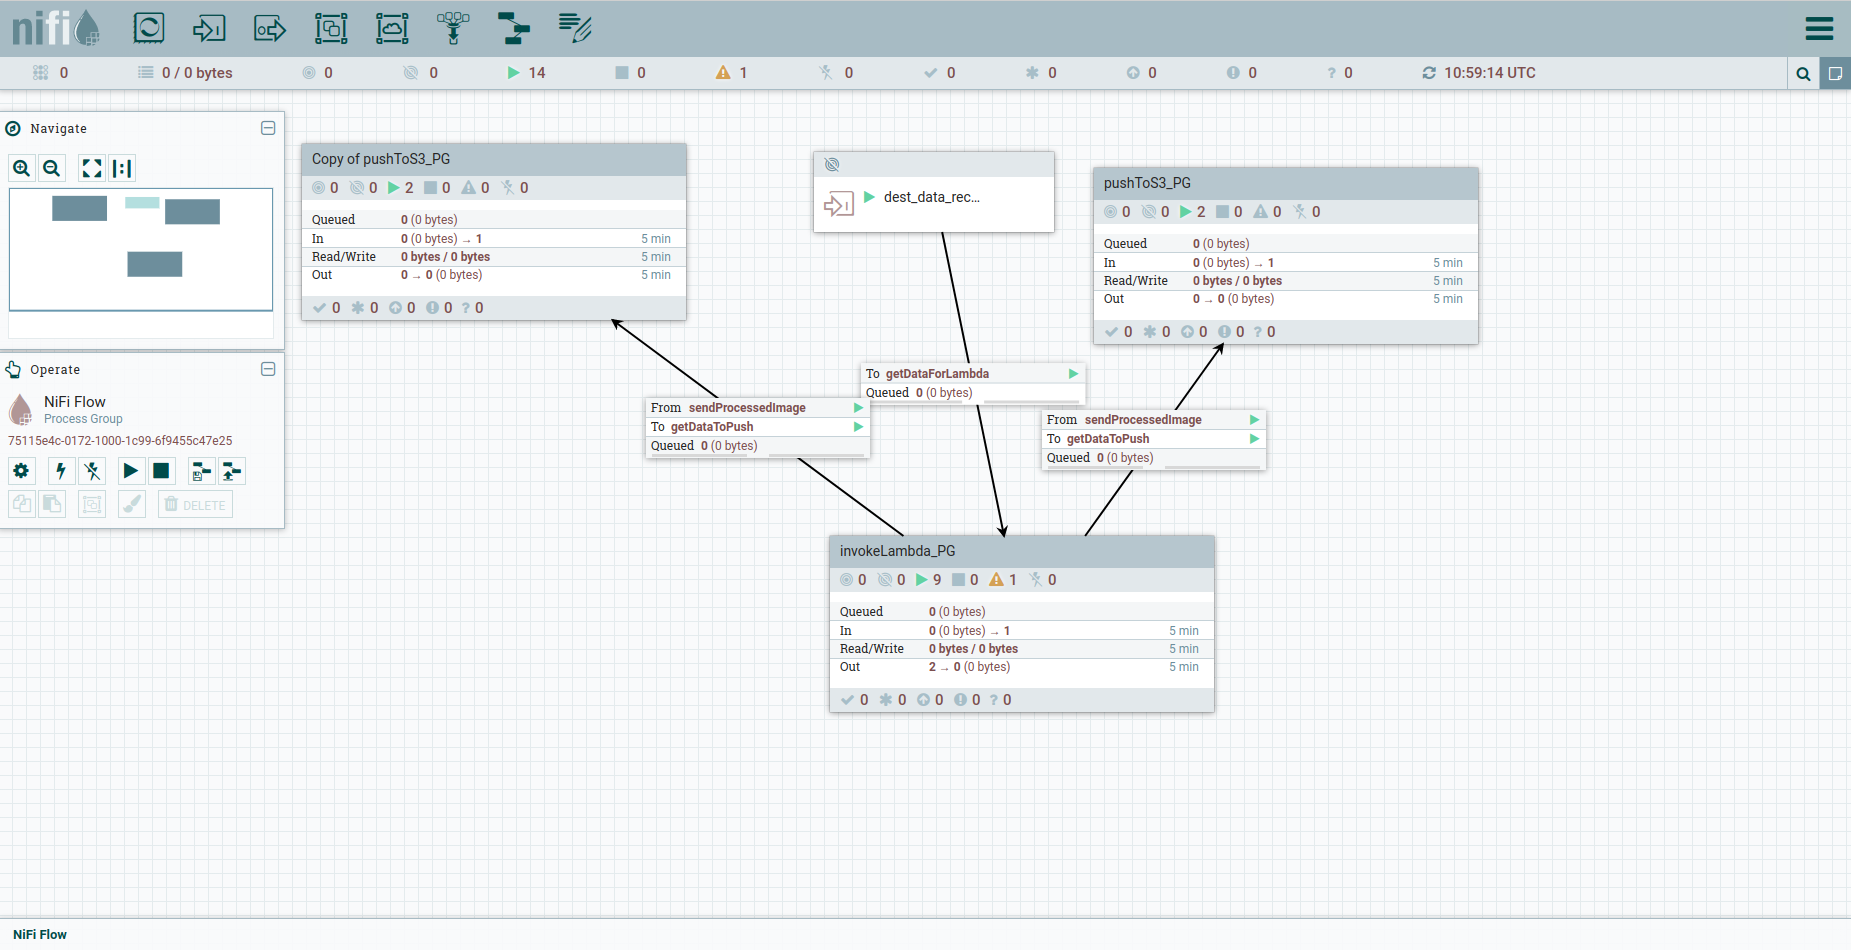 nifi
0
0 / 0 bytes
0
0
14
0
1
0
0
0
0
0
? 0
10:59:14 UTC
Navigate
Operate
NiFi Flow
Process Group
75115e4c-0172-1000-1c99-6f9455c47e25
DELETE
Copy of pushToS3_PG
0 0 2 0 0 0
Queued 0 (0 bytes)
In 0 (0 bytes) → 1 5 min
Read/Write 0 bytes / 0 bytes 5 min
Out 0 → 0 (0 bytes) 5 min
0 0 0 0 ? 0
dest_data_rec...
pushToS3_PG
0 0 2 0 0 0
Queued 0 (0 bytes)
In 0 (0 bytes) → 1 5 min
Read/Write 0 bytes / 0 bytes 5 min
Out 0 → 0 (0 bytes) 5 min
0 0 0 0 ? 0
To getDataForLambda
Queued 0 (0 bytes)
From sendProcessedImage
To getDataToPush
Queued 0 (0 bytes)
From sendProcessedImage
To getDataToPush
Queued 0 (0 bytes)
invokeLambda_PG
0 0 9 0 1 0
Queued 0 (0 bytes)
In 0 (0 bytes) → 1 5 min
Read/Write 0 bytes / 0 bytes 5 min
Out 2 → 0 (0 bytes) 5 min
0 0 0 0 ? 0
NiFi Flow